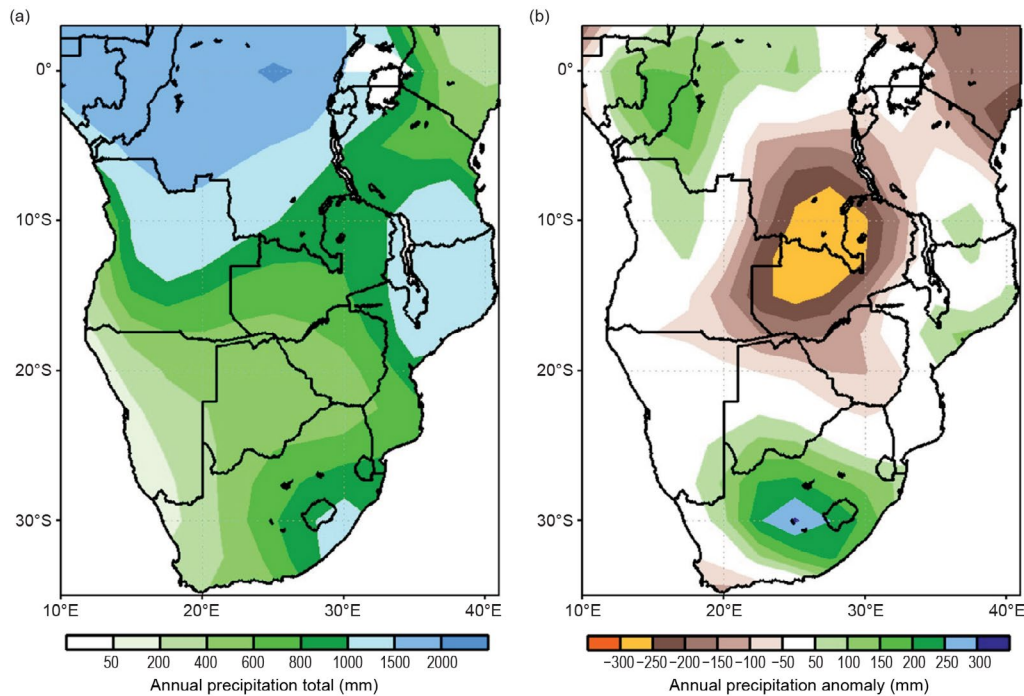 (a)
(b)
0°
10°S
20°S
30°S
10°E
20°E
30°E
40°E
0°
10°S
20°S
30°S
10°E
20°E
30°E
40°E
50 200 400 600 800 1000 1500 2000
Annual precipitation total (mm)
−300 −250 −200 −150 −100 −50 50 100 150 200 250 300
Annual precipitation anomaly (mm)